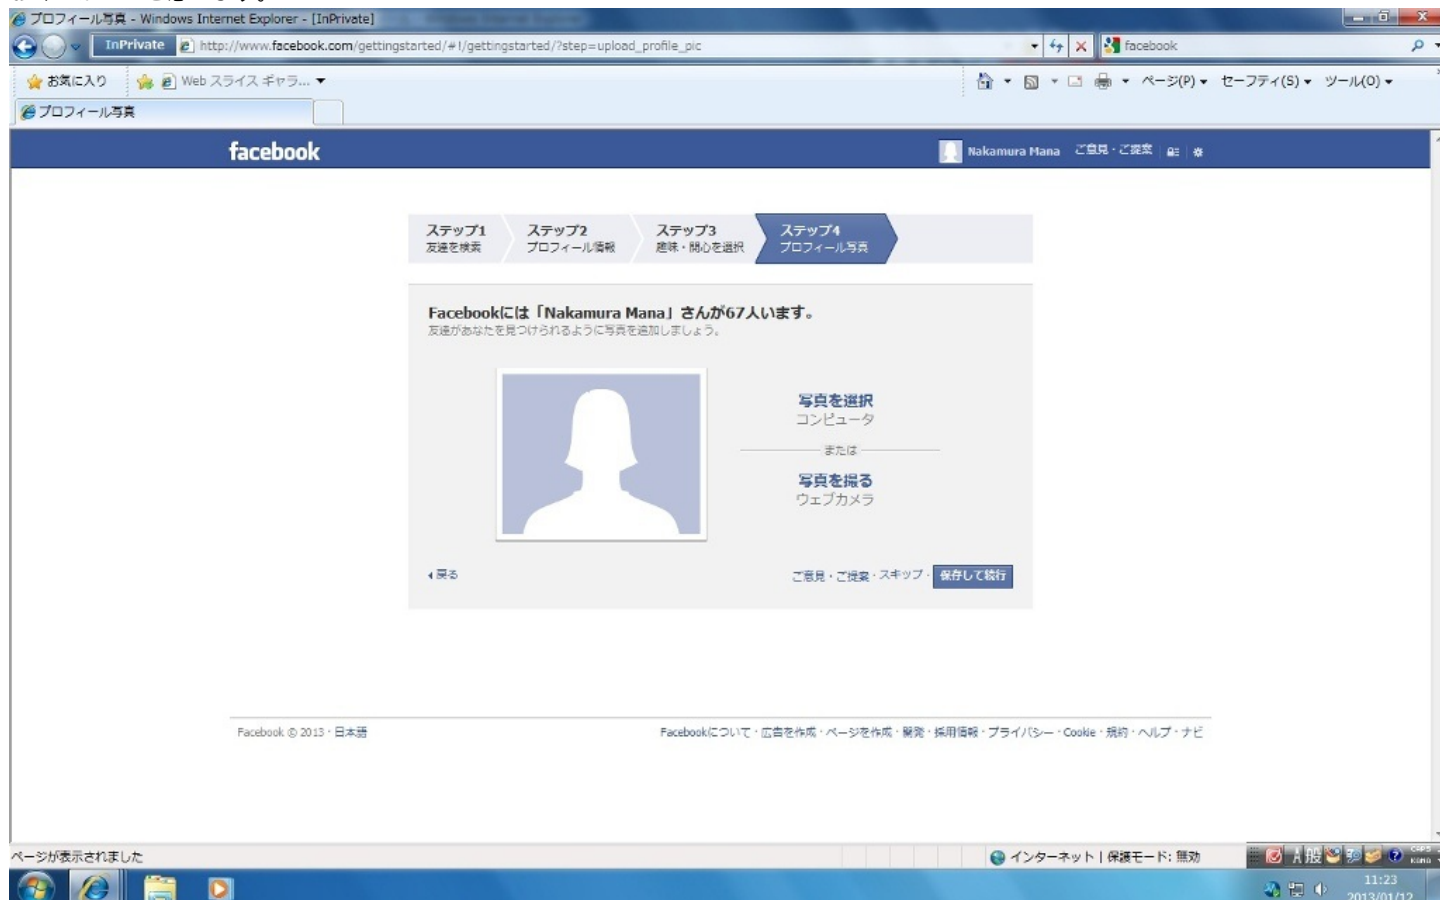 プロフィール写真 - Windows Internet Explorer - [InPrivate]
InPrivate http://www.facebook.com/gettingstarted/#!/gettingstarted/?step=upload_profile_pic facebook
お気に入り Web スライス ギャラ... ページ(P) セーフティ(S) ツール(O)
プロフィール写真
facebook Nakamura Mana ご意見・ご提案
ステップ1 ステップ2 ステップ3 ステップ4
友達を検索 プロフィール情報 趣味・関心を選択 プロフィール写真
Facebookには「Nakamura Mana」さんが67人います。
友達があなたを見つけられるように写真を追加しましょう。
写真を選択
コンピュータ
または
写真を撮る
ウェブカメラ
戻る ご意見・ご提案 · スキップ · 保存して続行
Facebook © 2013 · 日本語 Facebookについて · 広告を作成 · ページを作成 · 開発 · 採用情報 · プライバシー · Cookie · 規約 · ヘルプ · ナビ
ページが表示されました インターネット | 保護モード: 無効 A 般 CAPS KANA
11:23
2013/01/12